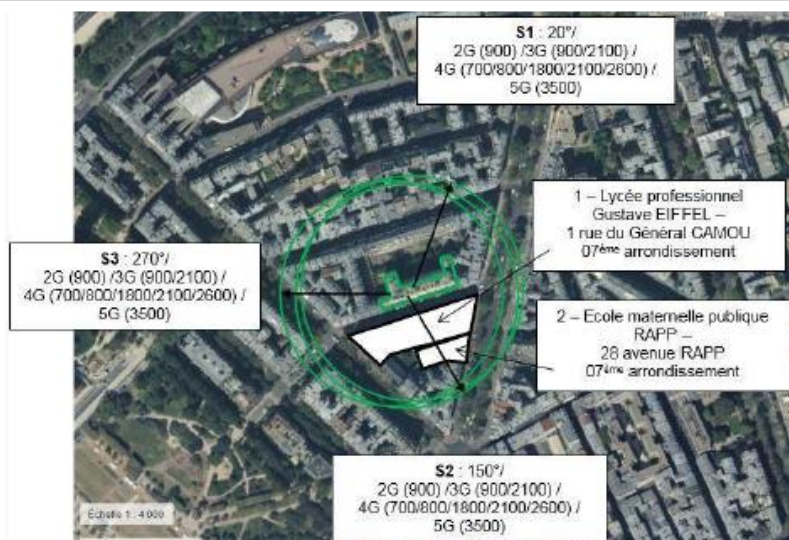 S1 : 20°/
2G (900) /3G (900/2100) /
4G (700/800/1800/2100/2600) /
5G (3500)
1 – Lycée professionnel
Gustave EIFFEL –
1 rue du Général CAMOU
07ème arrondissement
S3 : 270°/
2G (900) /3G (900/2100) /
4G (700/800/1800/2100/2600) /
5G (3500)
2 – Ecole maternelle publique
RAPP –
28 avenue RAPP
07ème arrondissement
S2 : 150°/
2G (900) /3G (900/2100) /
4G (700/800/1800/2100/2600) /
5G (3500)
Échelle 1 : 4 000